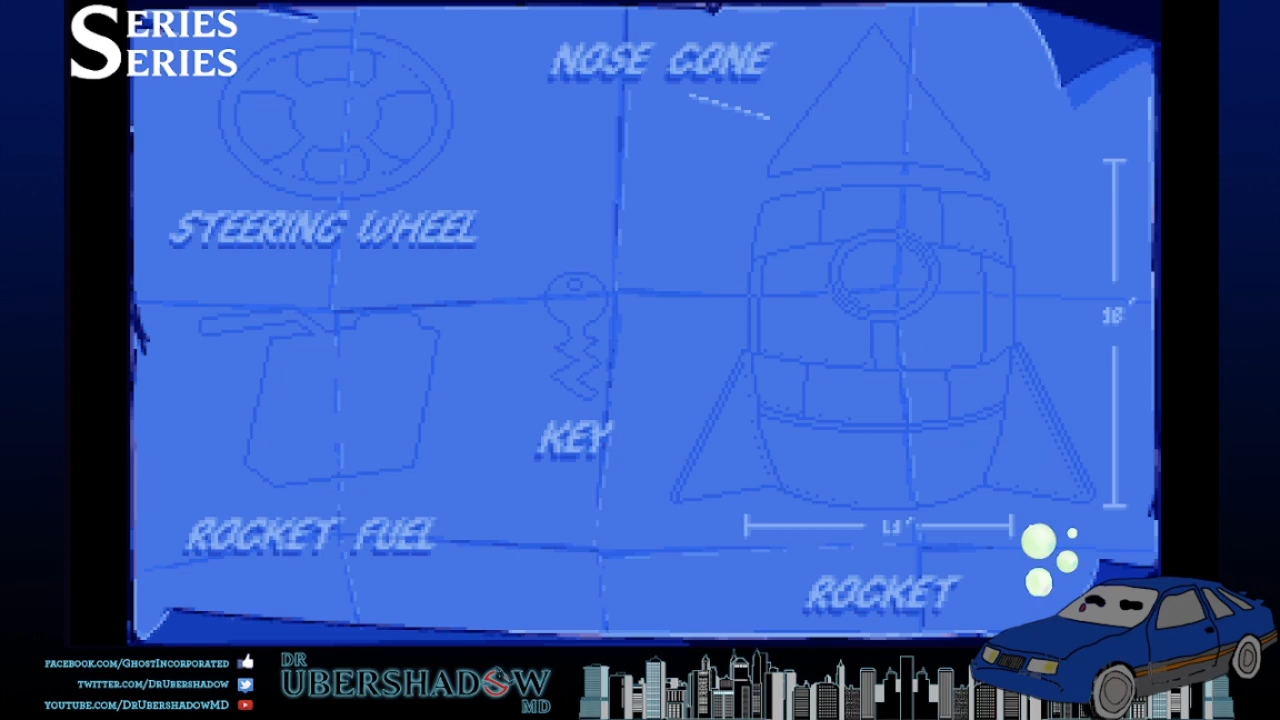 SERIES
SERIES
NOSE CONE
STEERING WHEEL
KEY
ROCKET FUEL
ROCKET
FACEBOOK.COM/GHOSTINCORPORATED
TWITTER.COM/DRUBERSHADOW
YOUTUBE.COM/DRUBERSHADOWMD
DR
UBERSHADOW
MD